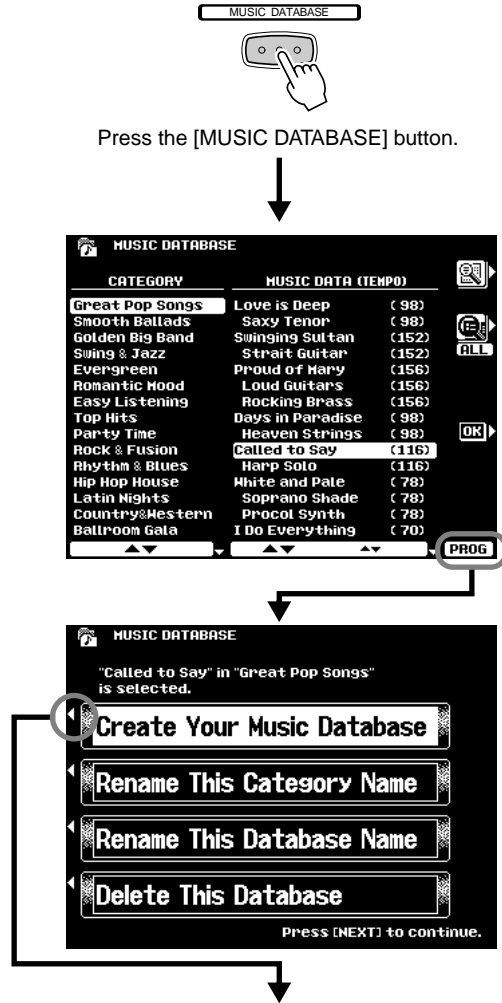 MUSIC DATABASE
Press the [MUSIC DATABASE] button.
MUSIC DATABASE
CATEGORY MUSIC DATA (TEMPO)
Great Pop Songs Love is Deep ( 98)
Smooth Ballads Saxy Tenor ( 98)
Golden Big Band Swinging Sultan (152)
Swing & Jazz Strait Guitar (152)
ALL
Evergreen Proud of Mary (156)
Romantic Mood Loud Guitars (156)
Easy Listening Rocking Brass (156)
Top Hits Days in Paradise ( 98)
Party Time Heaven Strings ( 98)
OK
Rock & Fusion Called to Say (116)
Rhythm & Blues Harp Solo (116)
Hip Hop House White and Pale ( 78)
Latin Nights Soprano Shade ( 78)
Country&Western Procol Synth ( 78)
Ballroom Gala I Do Everything ( 70)
PROG
MUSIC DATABASE
"Called to Say" in "Great Pop Songs"
is selected.
Create Your Music Database
Rename This Category Name
Rename This Database Name
Delete This Database
Press [NEXT] to continue.